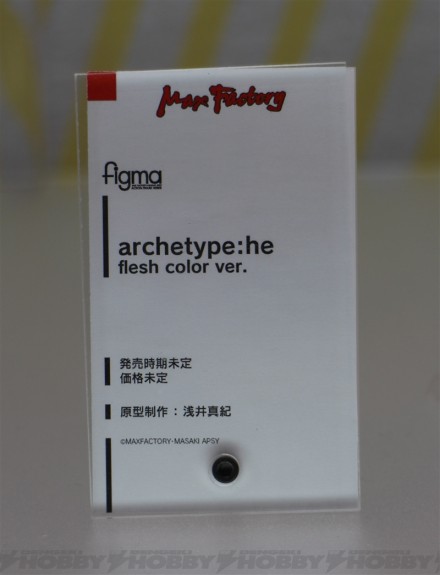 Max Factory
figma
archetype:he
flesh color ver.
発売時期未定
価格未定
原型制作：浅井真紀
©MAXFACTORY・MASAKI APSY
HOBBY HOBBY HOBBY HOBBY